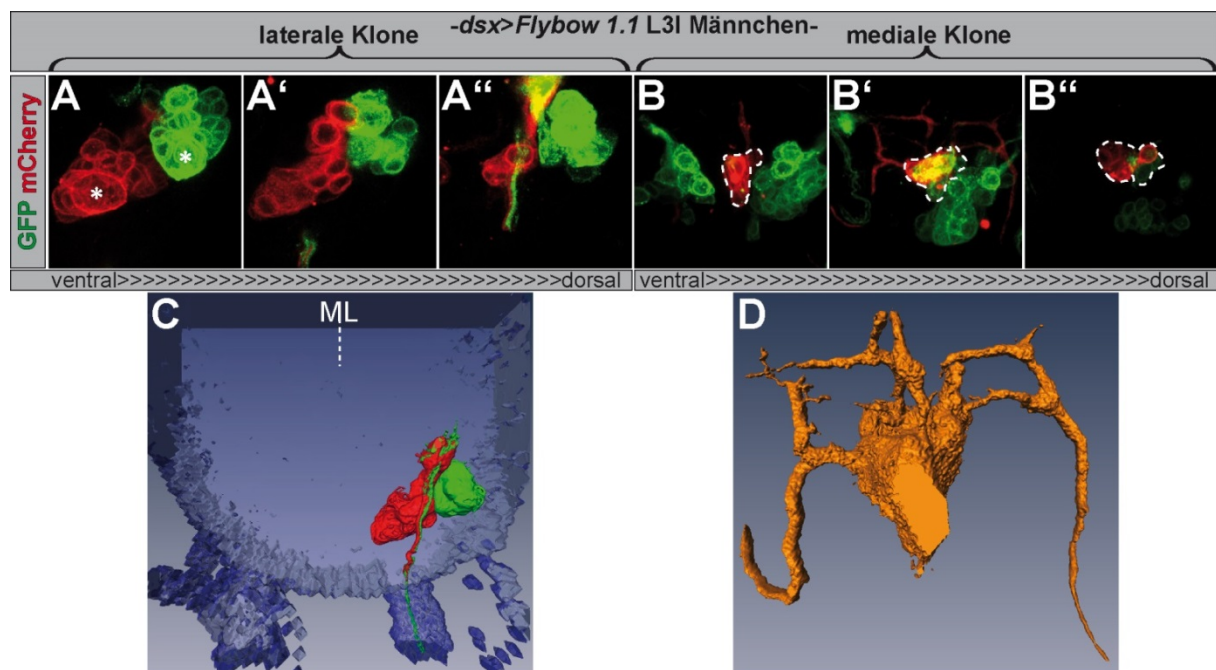 -dsx>Flybow 1.1 L3l Männchen-
laterale Klone
mediale Klone
GFP mCherry
A
A‘
A“
B
B‘
B“
*
*
ventral>>>>>>>>>>>>>>>>>>>>>>>>>>>>>>>>>>>>>dorsal
ventral>>>>>>>>>>>>>>>>>>>>>>>>>>>>>>>>>>>>>dorsal
C
ML
D